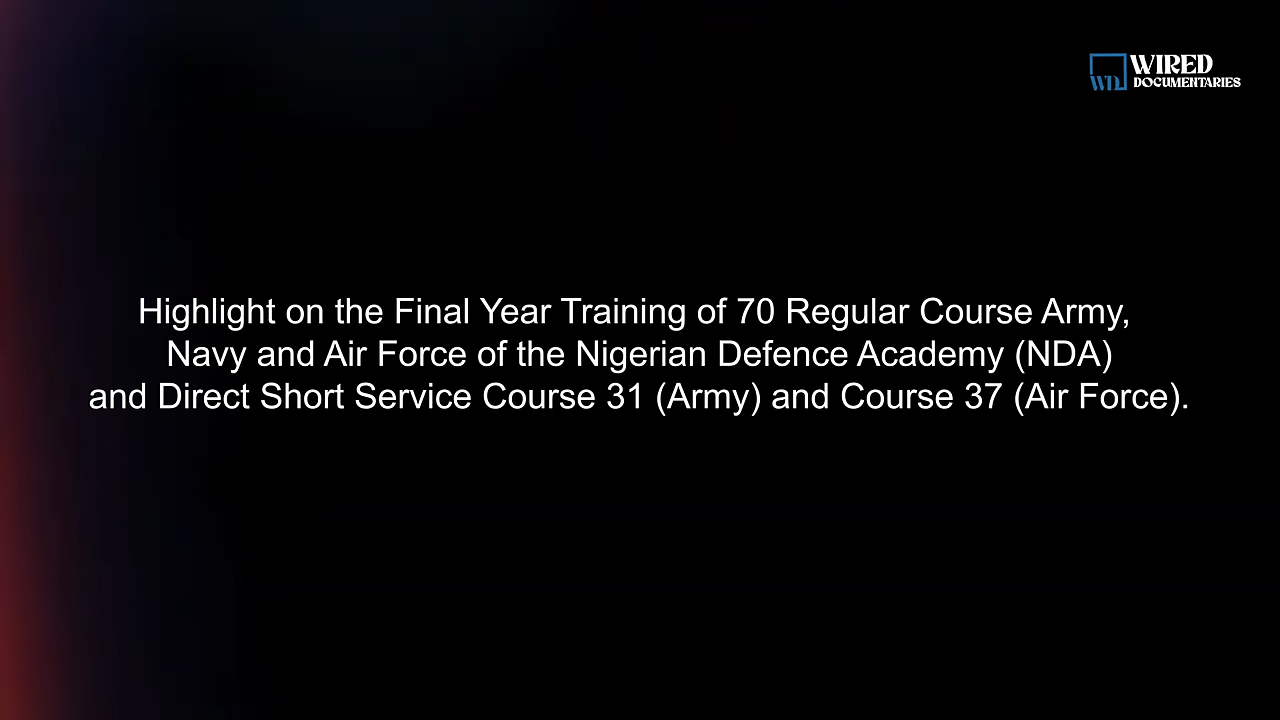 WIRED
DOCUMENTARIES
WD
Highlight on the Final Year Training of 70 Regular Course Army,
Navy and Air Force of the Nigerian Defence Academy (NDA)
and Direct Short Service Course 31 (Army) and Course 37 (Air Force).